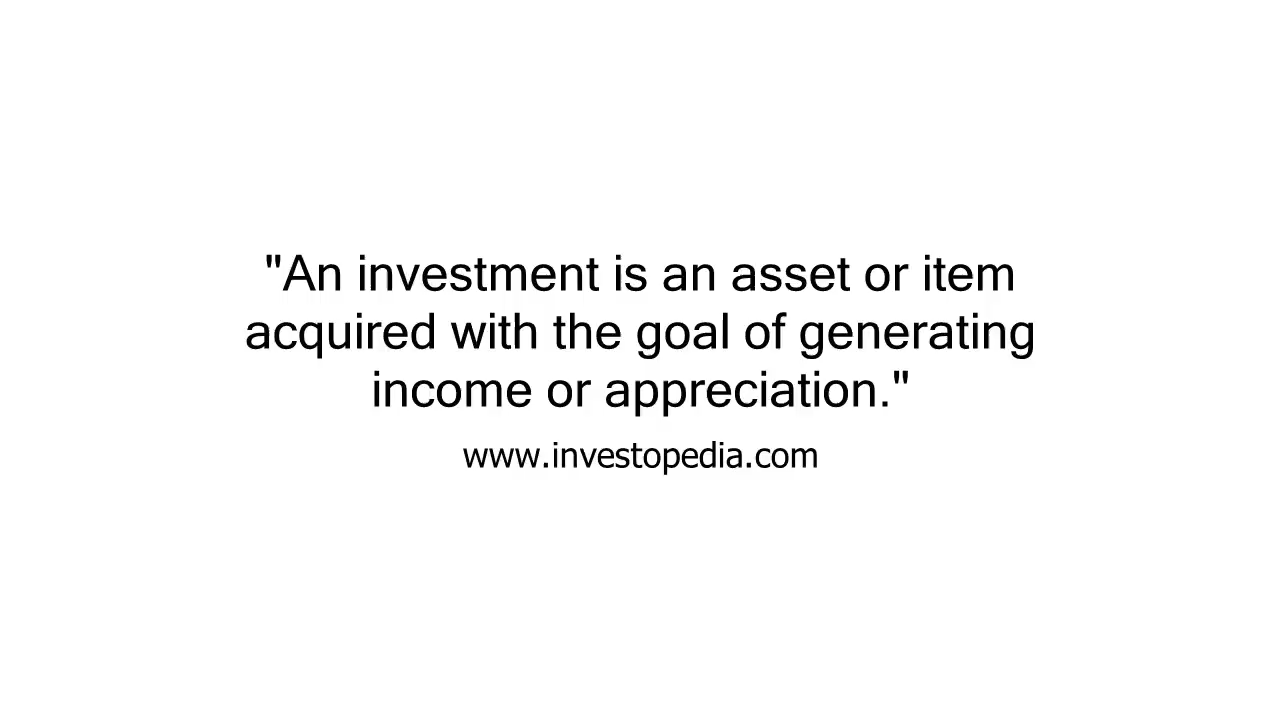 "An investment is an asset or item
acquired with the goal of generating
income or appreciation."
www.investopedia.com